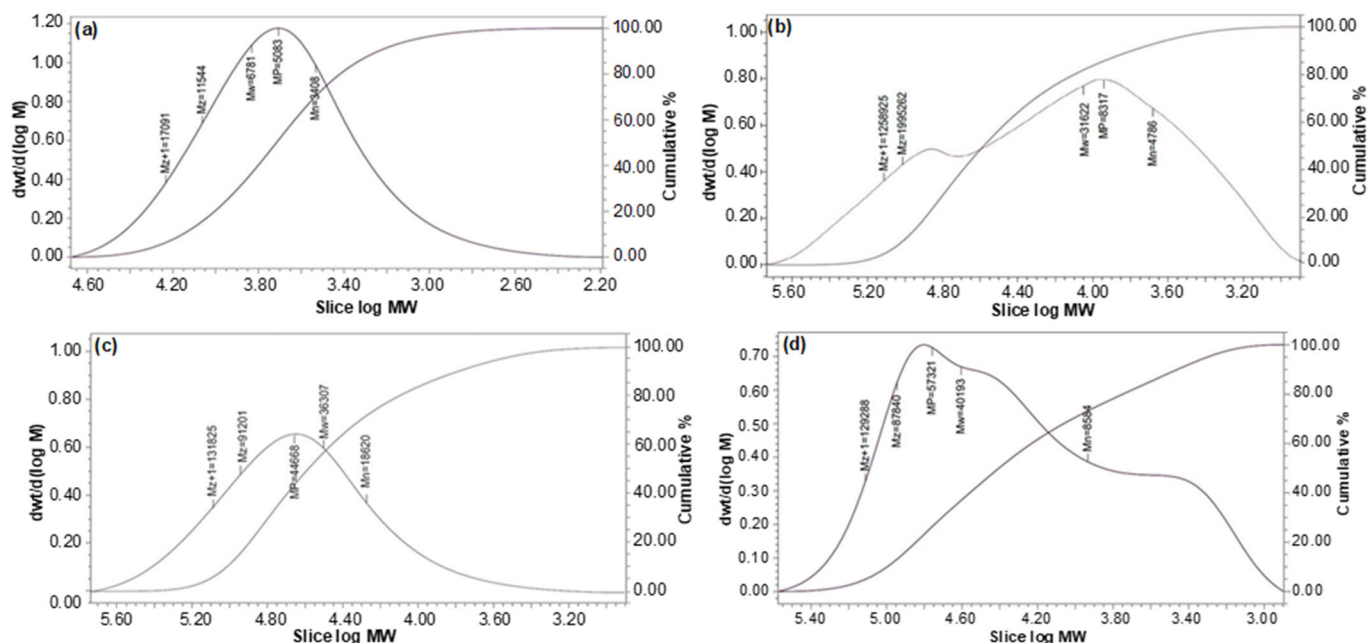 (a)
dwt/d(log M)
1.20
1.00
0.80
0.60
0.40
0.20
0.00
Mz+1=17091
Mz=11544
Mw=6781
MP=5083
Mn=3408
100.00
80.00
60.00
40.00
20.00
0.00
Cumulative %
4.60 4.20 3.80 3.40 3.00 2.60 2.20
Slice log MW
(b)
dwt/d(log M)
1.00
0.80
0.60
0.40
0.20
0.00
Mz+1=1258925
Mz=1995262
Mw=31622
MP=8317
Mn=4786
100.00
80.00
60.00
40.00
20.00
0.00
Cumulative %
5.60 4.80 4.40 4.00 3.60 3.20
Slice log MW
(c)
dwt/d(log M)
1.00
0.80
0.60
0.40
0.20
0.00
Mz+1=131825
Mz=91201
MP=44668
Mw=36307
Mn=18620
100.00
80.00
60.00
40.00
20.00
0.00
Cumulative %
5.60 5.20 4.80 4.40 4.00 3.60 3.20
Slice log MW
(d)
dwt/d(log M)
0.70
0.60
0.50
0.40
0.30
0.20
0.10
0.00
Mz+1=129288
Mz=87840
MP=57321
Mw=40193
Mn=8584
100.00
80.00
60.00
40.00
20.00
0.00
Cumulative %
5.40 5.00 4.60 4.20 3.80 3.40 3.00
Slice log MW